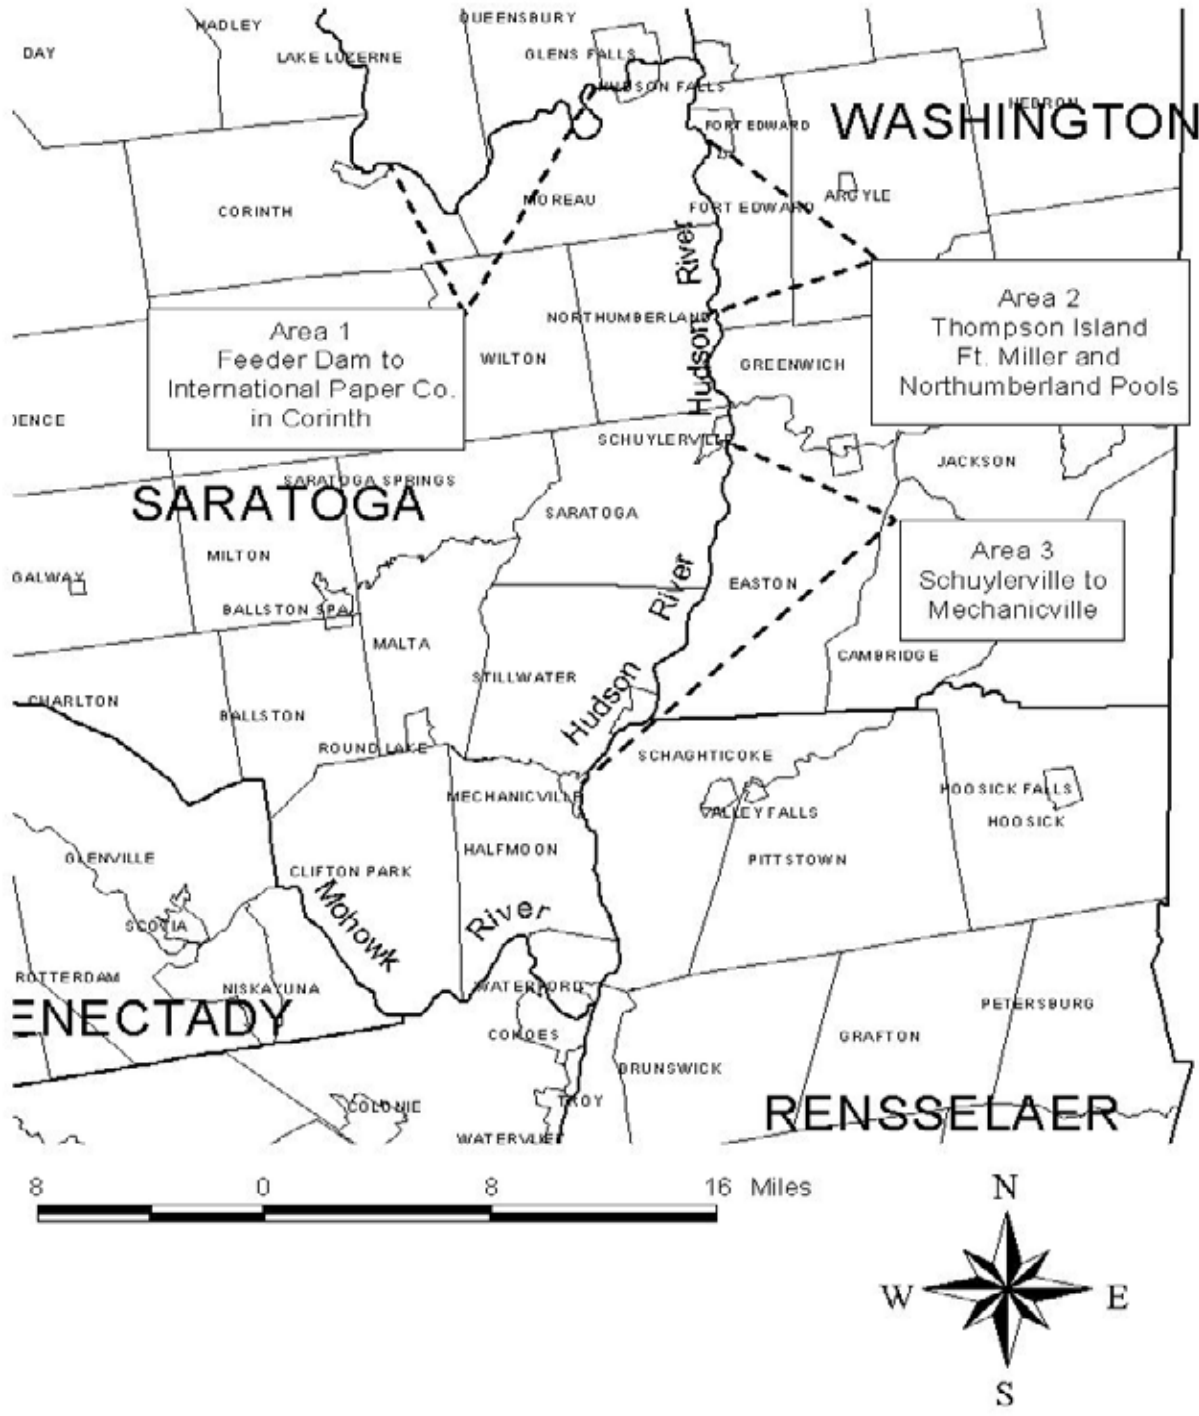 QUEENSBURY
HADLEY
DAY
LAKE LUZERNE
GLENS FALLS
HUDSON FALLS
HEBRON
WASHINGTON
FORT EDWARD
ARGYLE
MOREAU
FORT EDWARD
CORINTH
River
Area 1
Feeder Dam to
International Paper Co.
in Corinth
Area 2
Thompson Island
Ft. Miller and
Northumberland Pools
NORTHUMBERLAND
Hudson
WILTON
GREENWICH
DENCE
SCHUYLERVILLE
JACKSON
SARATOGA SPRINGS
SARATOGA
SARATOGA
Area 3
Schuylerville to
Mechanicville
MILTON
GALWAY
River
EASTON
BALLSTON SPA
MALTA
CAMBRIDGE
STILLWATER
Hudson
CHARLTON
BALLSTON
ROUND LAKE
SCHAGHTICOKE
MECHANICVILLE
HOOSICK FALLS
VALLEY FALLS
HOOSICK
HALFMOON
GLENVILLE
PITTSTOWN
CLIFTON PARK
Mohowk
River
SCOTIA
ROTTERDAM
NISKAYUNA
WATERFORD
ENECTADY
PETERSBURG
COHOES
GRAFTON
BRUNSWICK
COLONIE
TROY
RENSSELAER
WATERVLIET
8 0 8 16 Miles
N
W E
S